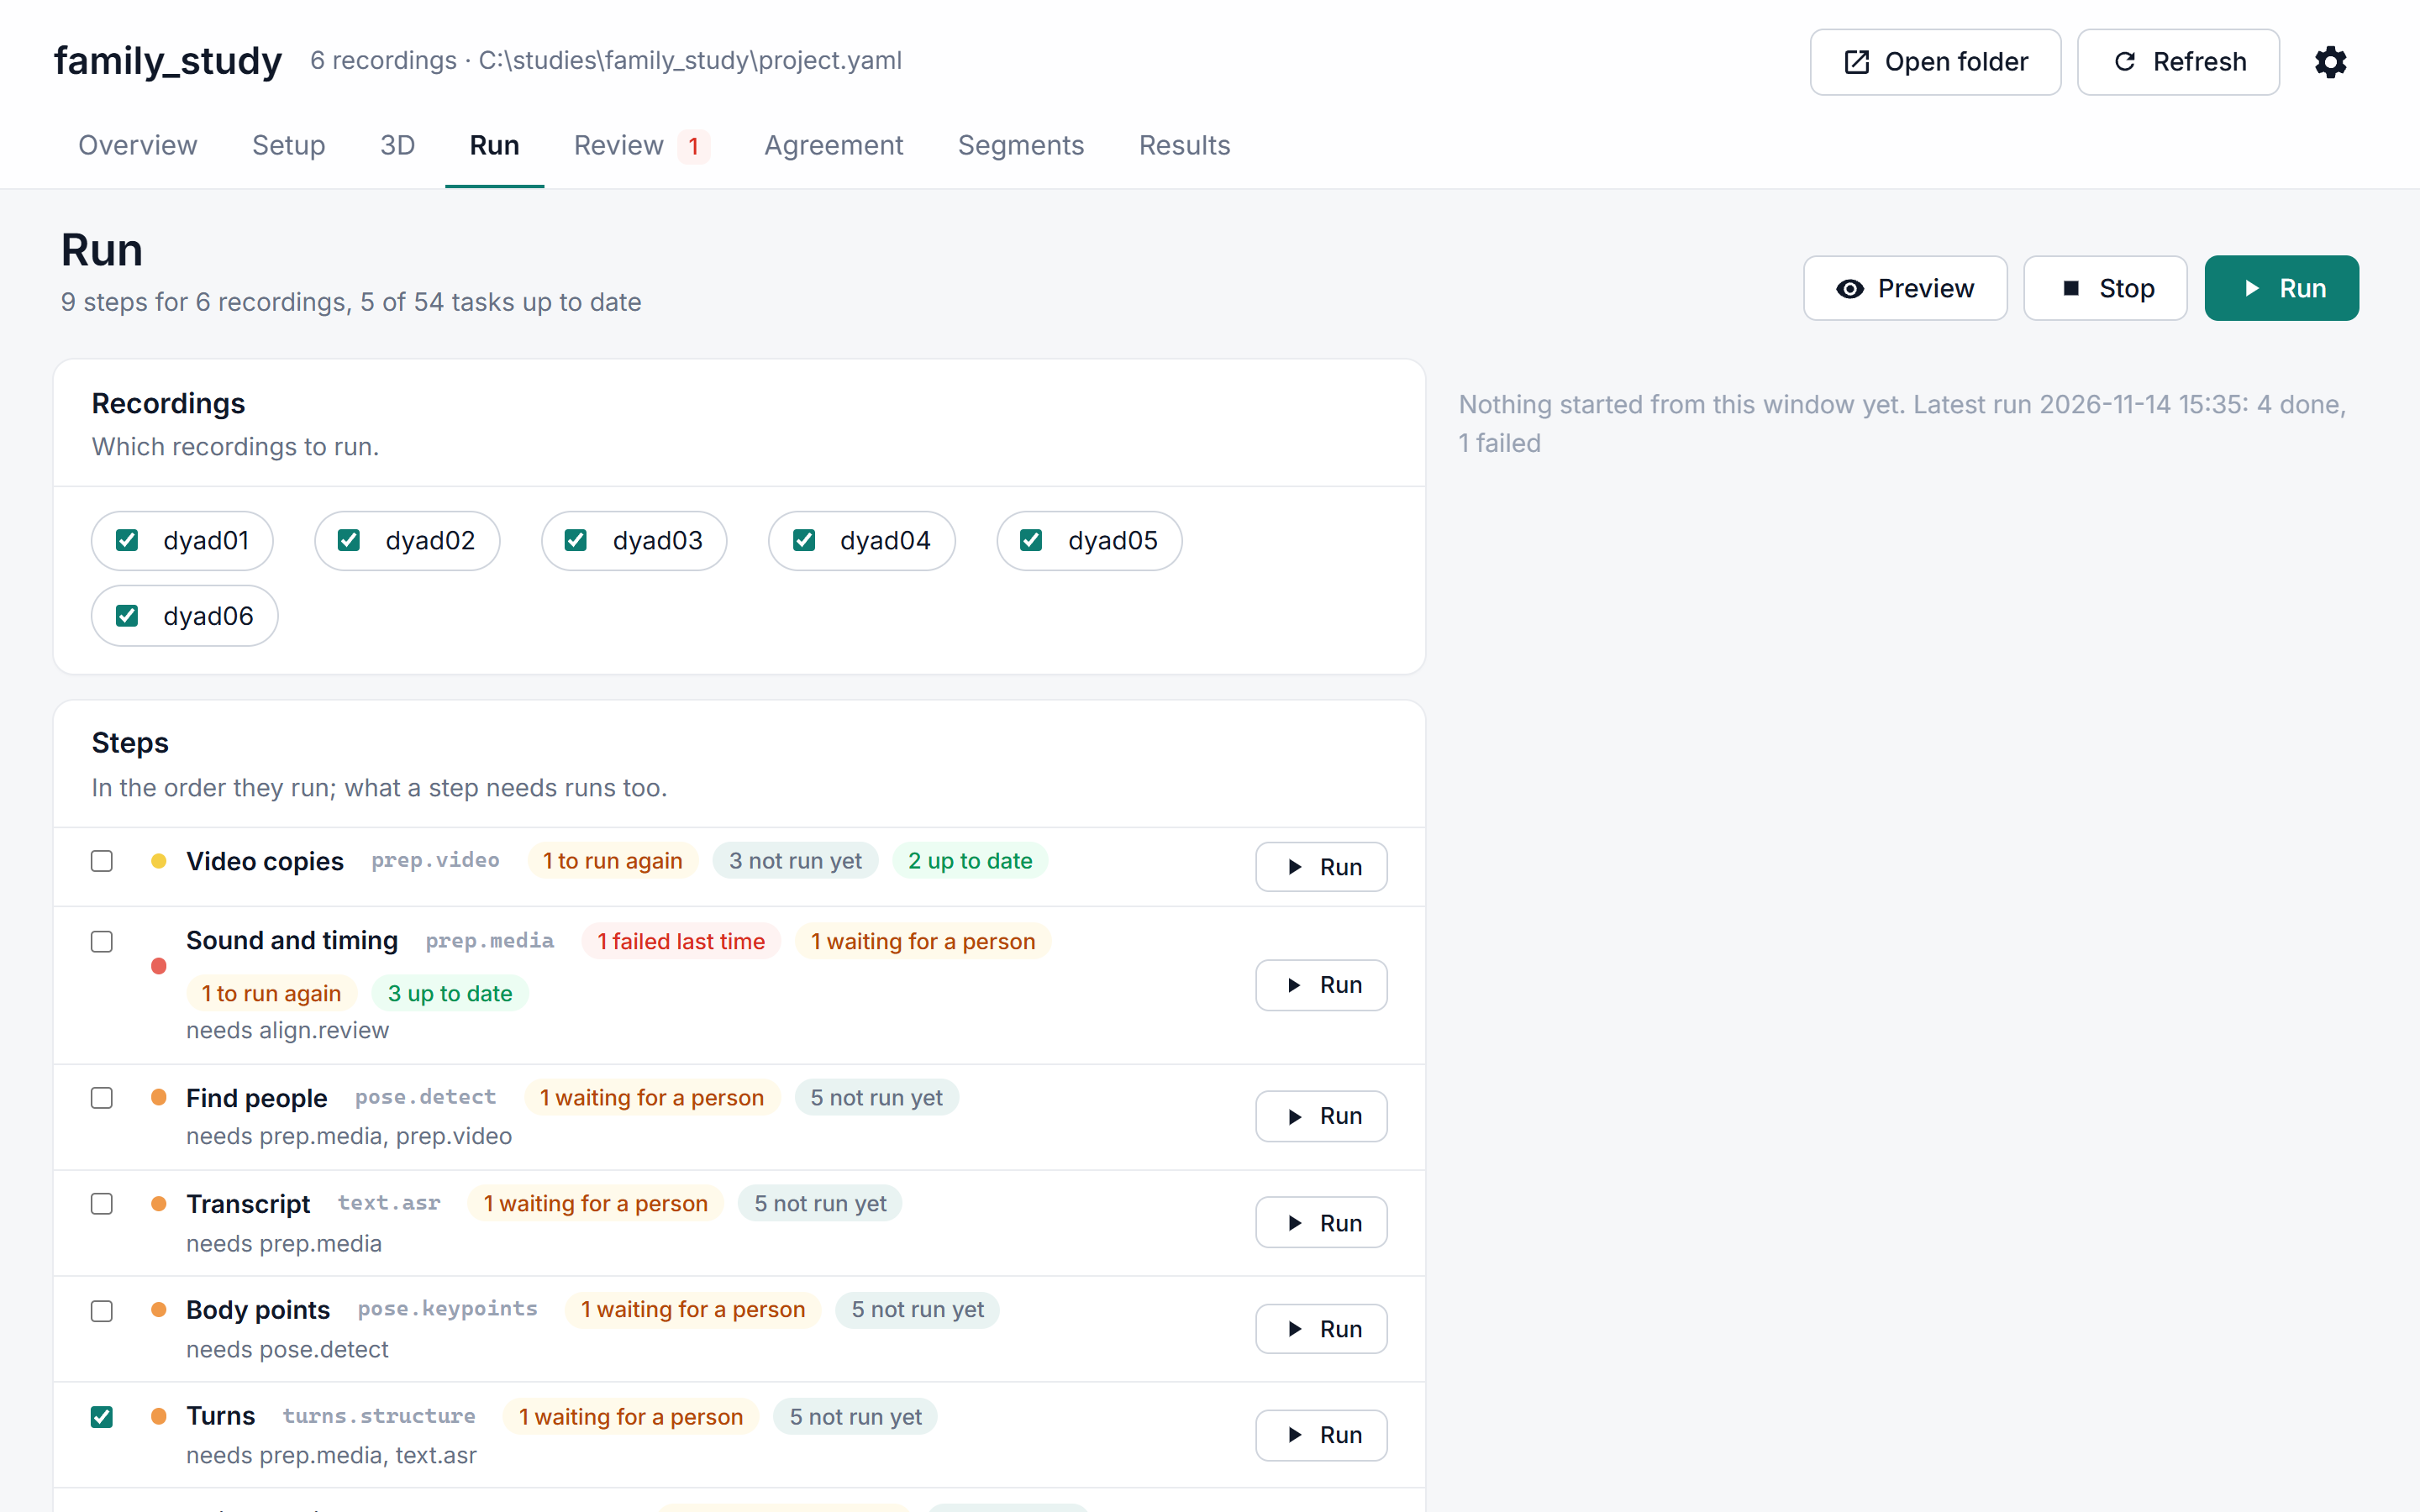 family_study 6 recordings · C:\studies\family_study\project.yaml Open folder Refresh
Overview Setup 3D Run Review 1 Agreement Segments Results
Run
9 steps for 6 recordings, 5 of 54 tasks up to date
Preview Stop Run
Recordings
Which recordings to run.
dyad01 dyad02 dyad03 dyad04 dyad05
dyad06
Nothing started from this window yet. Latest run 2026-11-14 15:35: 4 done,
1 failed
Steps
In the order they run; what a step needs runs too.
Video copies prep.video 1 to run again 3 not run yet 2 up to date Run
Sound and timing prep.media 1 failed last time 1 waiting for a person
1 to run again 3 up to date
needs align.review
Run
Find people pose.detect 1 waiting for a person 5 not run yet
needs prep.media, prep.video
Run
Transcript text.asr 1 waiting for a person 5 not run yet
needs prep.media
Run
Body points pose.keypoints 1 waiting for a person 5 not run yet
needs pose.detect
Run
Turns turns.structure 1 waiting for a person 5 not run yet
needs prep.media, text.asr
Run